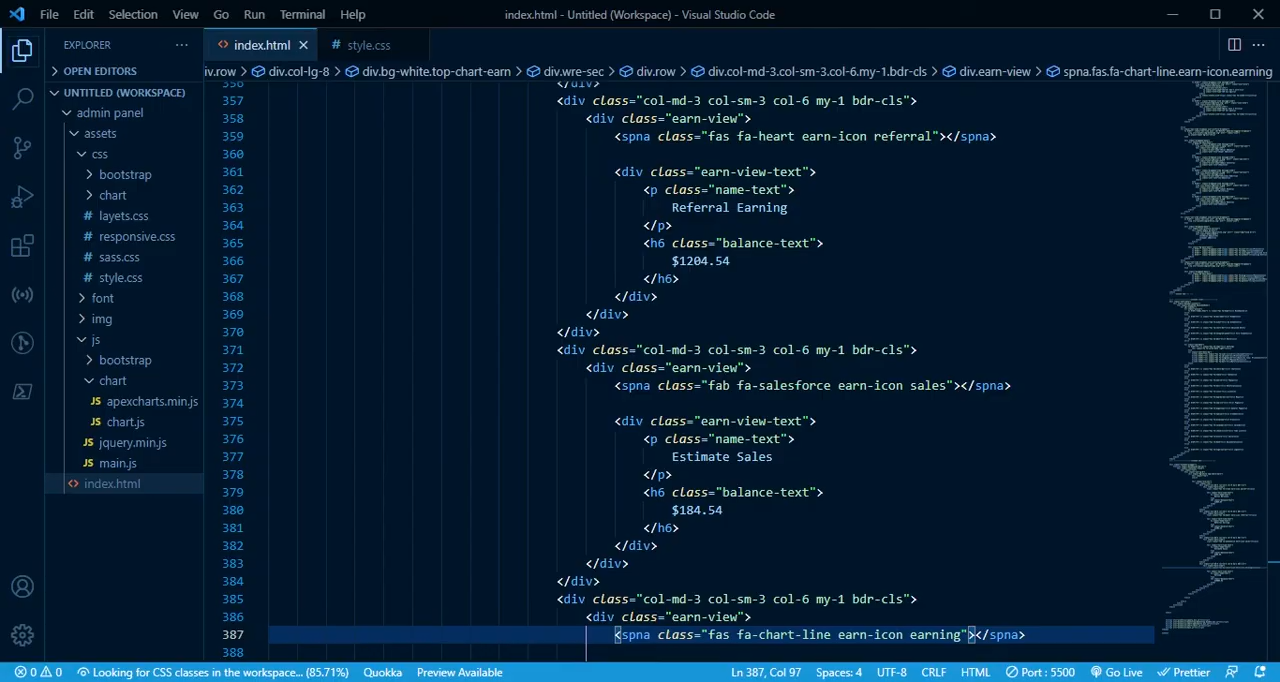 File Edit Selection View Go Run Terminal Help index.html - Untitled (Workspace) - Visual Studio Code
EXPLORER ···
OPEN EDITORS
UNTITLED (WORKSPACE)
admin panel
assets
css
bootstrap
chart
# layets.css
# responsive.css
# sass.css
# style.css
font
img
js
bootstrap
chart
JS apexcharts.min.js
JS chart.js
JS jquery.min.js
JS main.js
<> index.html
<> index.html × # style.css
iv.row > div.col-lg-8 > div.bg-white.top-chart-earn > div.wre-sec > div.row > div.col-md-3.col-sm-3.col-6.my-1.bdr-cls > div.earn-view > spna.fas.fa-chart-line.earn-icon.earning
356 </div>
357 <div class="col-md-3 col-sm-3 col-6 my-1 bdr-cls">
358 <div class="earn-view">
359 <spna class="fas fa-heart earn-icon referral"></spna>
360
361 <div class="earn-view-text">
362 <p class="name-text">
363 Referral Earning
364 </p>
365 <h6 class="balance-text">
366 $1204.54
367 </h6>
368 </div>
369 </div>
370 </div>
371 <div class="col-md-3 col-sm-3 col-6 my-1 bdr-cls">
372 <div class="earn-view">
373 <spna class="fab fa-salesforce earn-icon sales"></spna>
374
375 <div class="earn-view-text">
376 <p class="name-text">
377 Estimate Sales
378 </p>
379 <h6 class="balance-text">
380 $184.54
381 </h6>
382 </div>
383 </div>
384 </div>
385 <div class="col-md-3 col-sm-3 col-6 my-1 bdr-cls">
386 <div class="earn-view">
387 <spna class="fas fa-chart-line earn-icon earning"></spna>
388
0 0 Looking for CSS classes in the workspace... (85.71%) Quokka Preview Available Ln 387, Col 97 Spaces: 4 UTF-8 CRLF HTML Port : 5500 Go Live Prettier